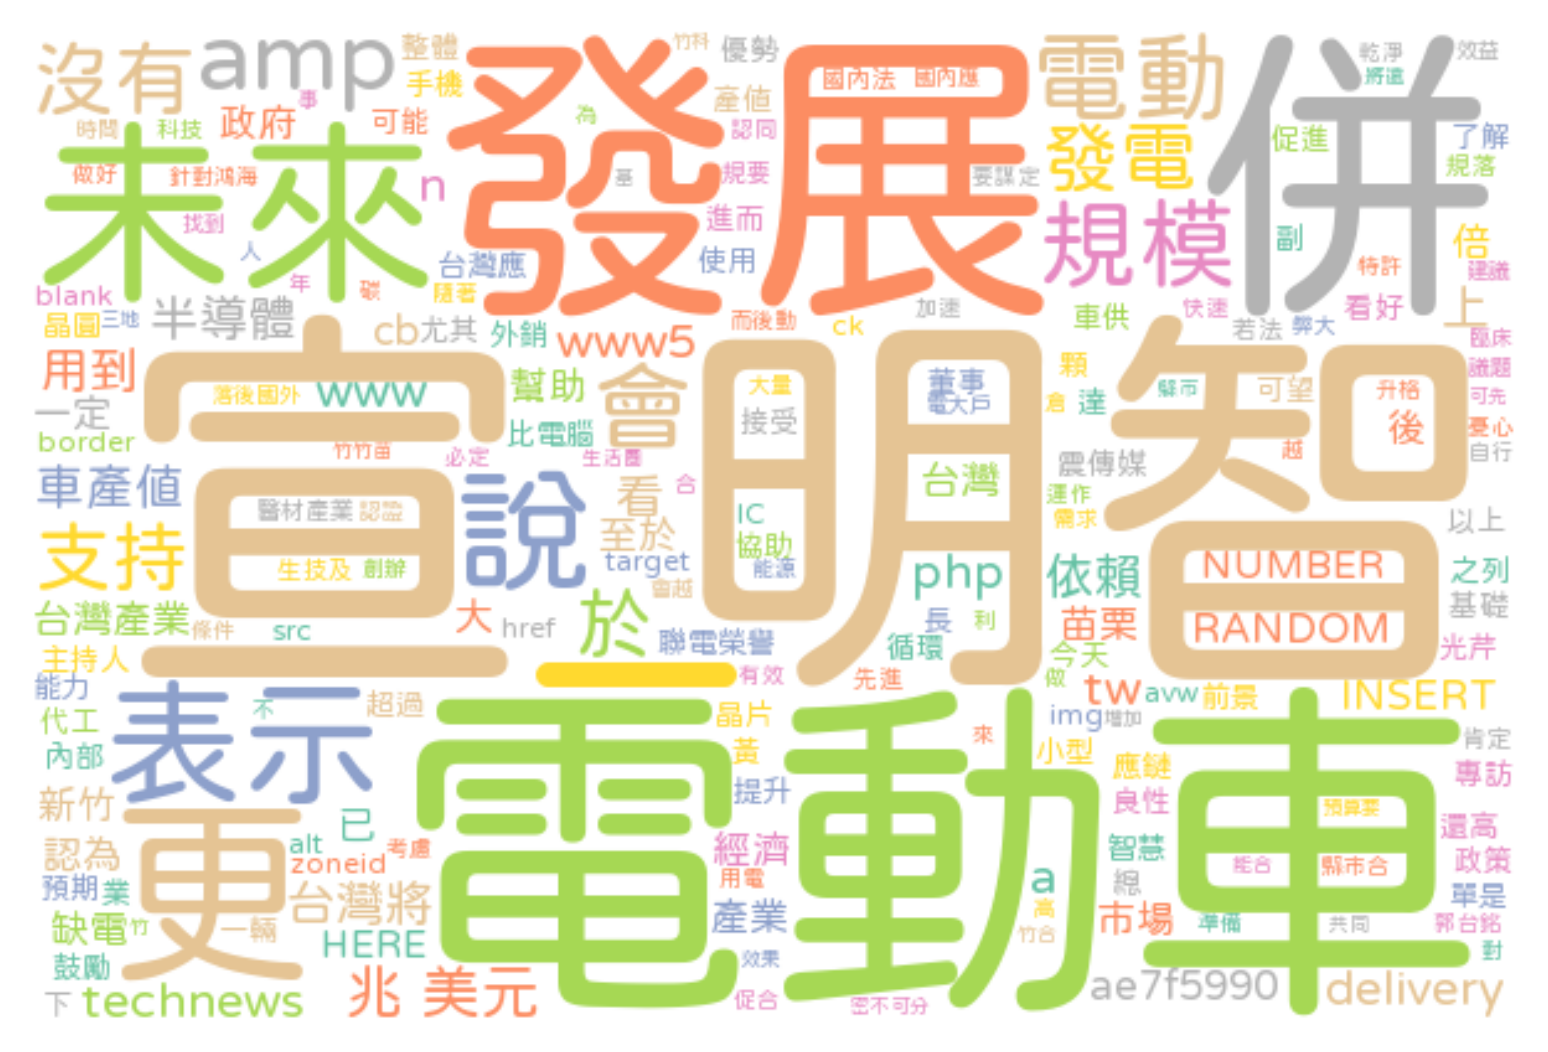 沒有
amp
整體
手機
竹科
優勢
產值
發展
國內法
國內應
電動
併
乾淨
將遺
效益
時間
科技
事
政府
可能
為
認同
發電
促進
了解
規落
未來
做好
針對鴻海
找到
n
基
規要
要謀定
進而
規模
副
倍
人
年
碳
台灣應
隨著
使用
特許
建議
blank
晶圓
三地
半導體
cb
尤其
外銷
www5
而後動
ck
加速
車供
快速
若法
弊大
看好
上
臨床
用到
一定
border
落後國外
www
幫助
會
比電腦
宣
明
智
大量
接受
董事
電大戶
顆
倉
達
縣市
可望
升格
後
越
議題
可先
憂心
自行
竹竹苗
必定
生活圈
車產值
醫材產業
認證
說
看
合
至於
IC
協助
能源
台灣
震傳媒
運作
需求
以上
支持
生技及
創辦
target
會越
php
依賴
NUMBER
之列
基礎
台灣產業
條件
src
大
href
於
聯電榮譽
長
利
循環
苗栗
RANDOM
光芹
主持人
今天
一
有效
先進
做
能力
代工
內部
表示
不
超過
晶片
黃
來
tw
avw
前景
INSERT
img
增加
小型
肯定
新竹
電動車
提升
應鏈
良性
專訪
預算要
還高
認為
更
已
alt
zoneid
考慮
經濟
用電
智慧
能合
縣市合
政策
預期
業
台灣將
產業
a
總
單是
缺電
竹
一輛
HERE
高
竹合
市場
準備
共同
郭台銘
鼓勵
效果
對
下
technews
兆
美元
促合
密不可分
ae7f5990
delivery